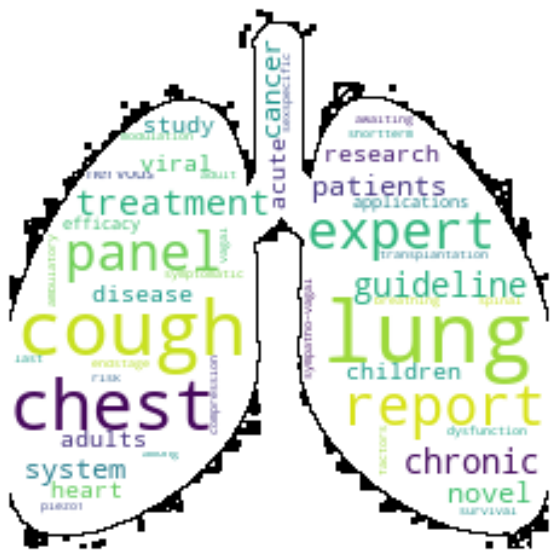 cancer
sexspecific
acute
study
modulation
viral
nervous
adult
treatment
efficacy
panel
vagal
ambulatory
symptomatic
disease
cough
last
endstage
risk
compression
chest
adults
among
system
heart
piezo1
awaiting
shortterm
research
patients
applications
expert
transplantation
guideline
breathing
spinal
sympatho-vagal
lung
children
report
dysfunction
factors
chronic
novel
survival